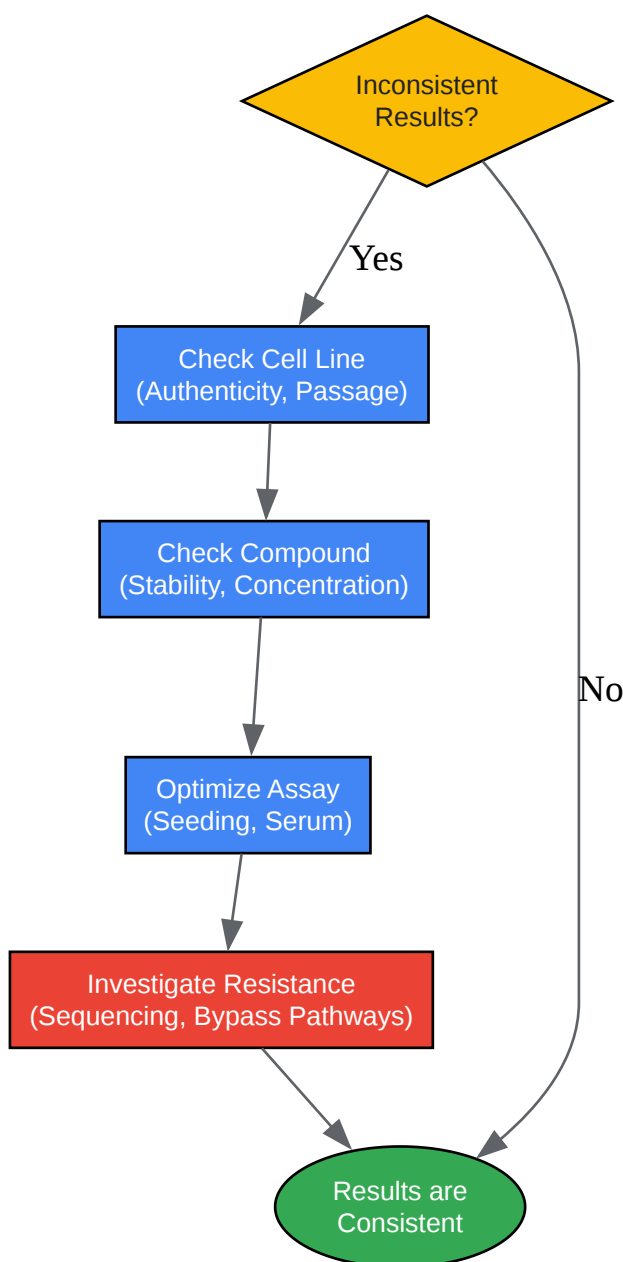 Inconsistent
Results?
Yes
Check Cell Line
(Authenticity, Passage)
Check Compound
(Stability, Concentration)
No
Optimize Assay
(Seeding, Serum)
Investigate Resistance
(Sequencing, Bypass Pathways)
Results are
Consistent